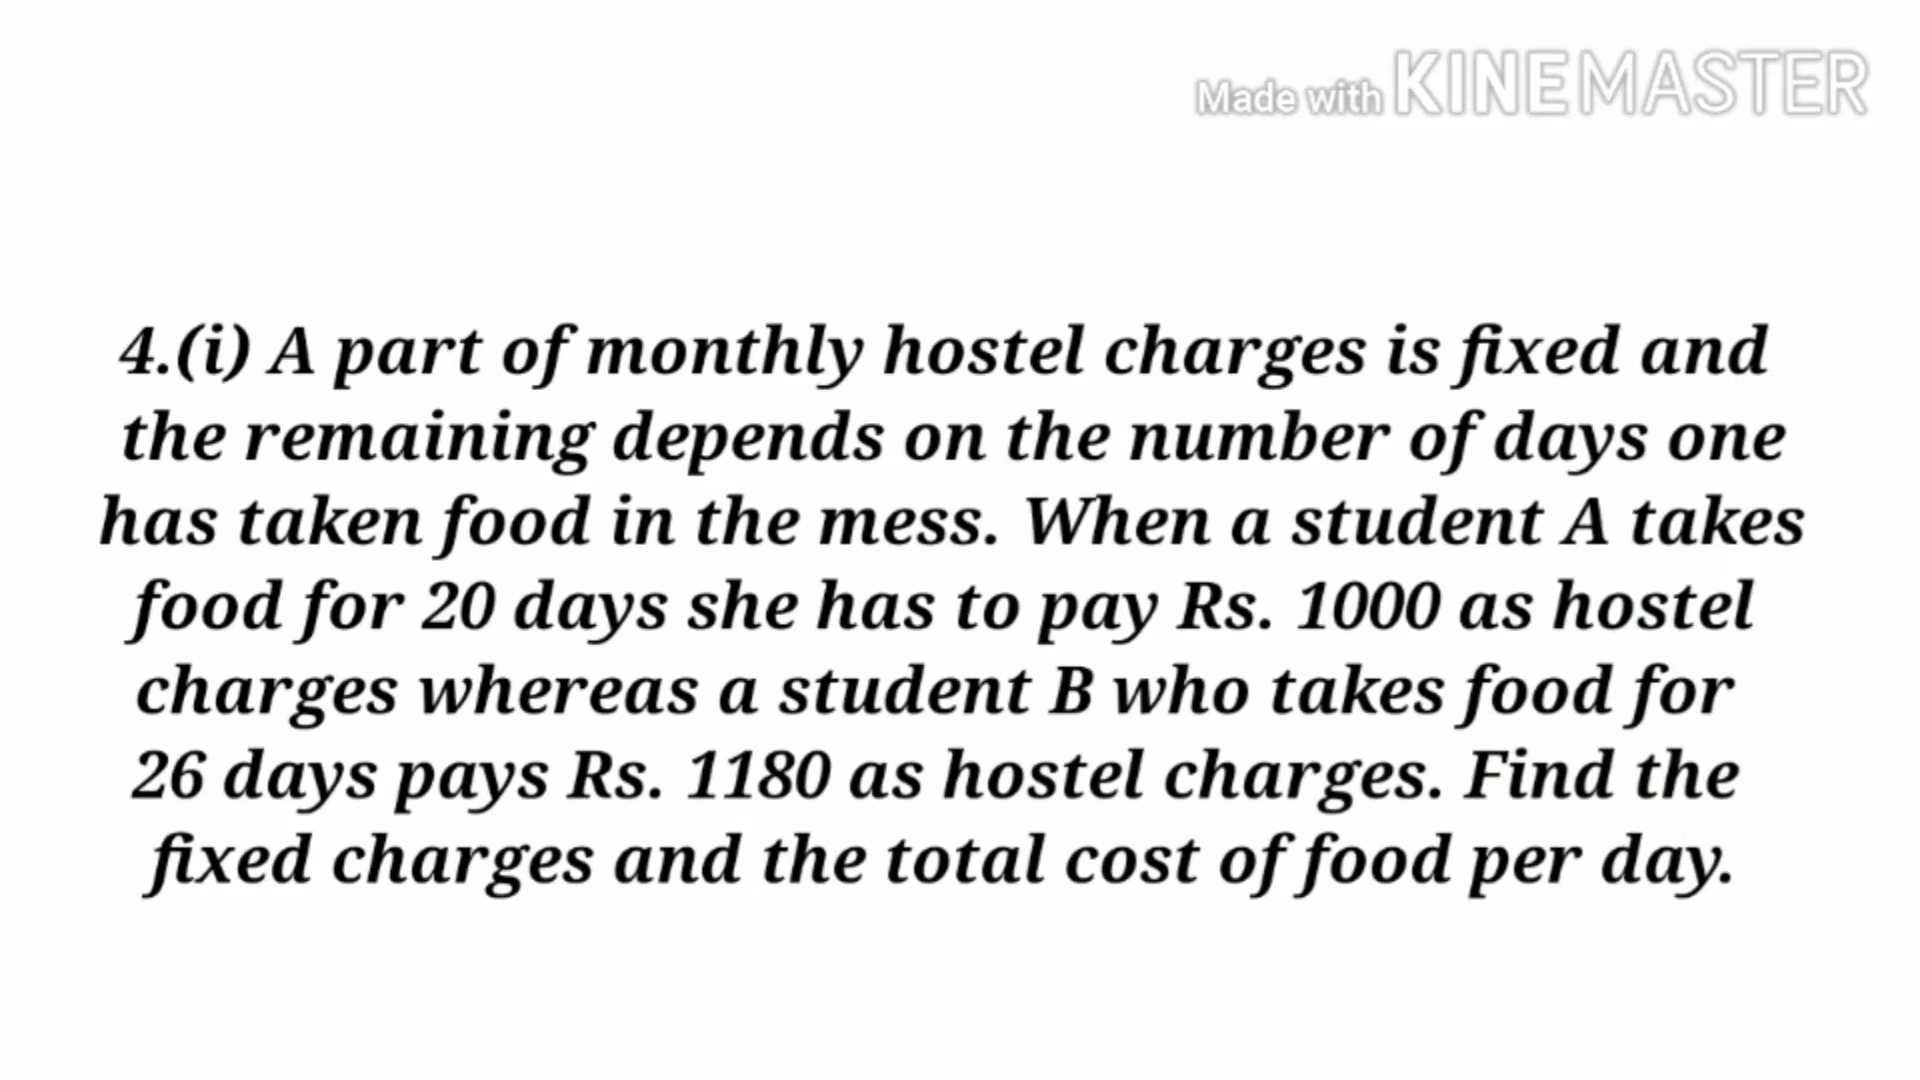 Made with KINEMASTER
4.(i) A part of monthly hostel charges is fixed and
the remaining depends on the number of days one
has taken food in the mess. When a student A takes
food for 20 days she has to pay Rs. 1000 as hostel
charges whereas a student B who takes food for
26 days pays Rs. 1180 as hostel charges. Find the
fixed charges and the total cost of food per day.